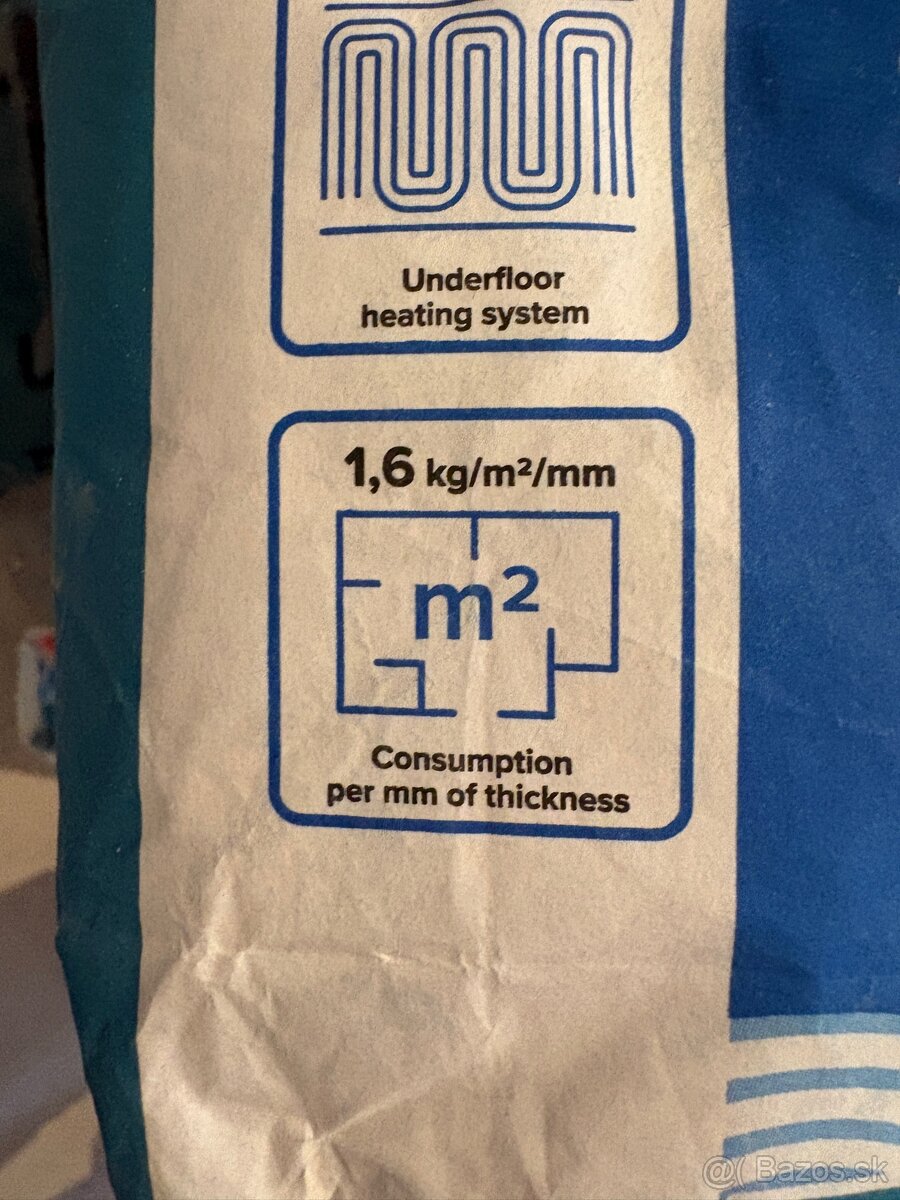 Underfloor
heating system
1,6 kg/m²/mm
m²
Consumption
per mm of thickness
@( Bazos.sk